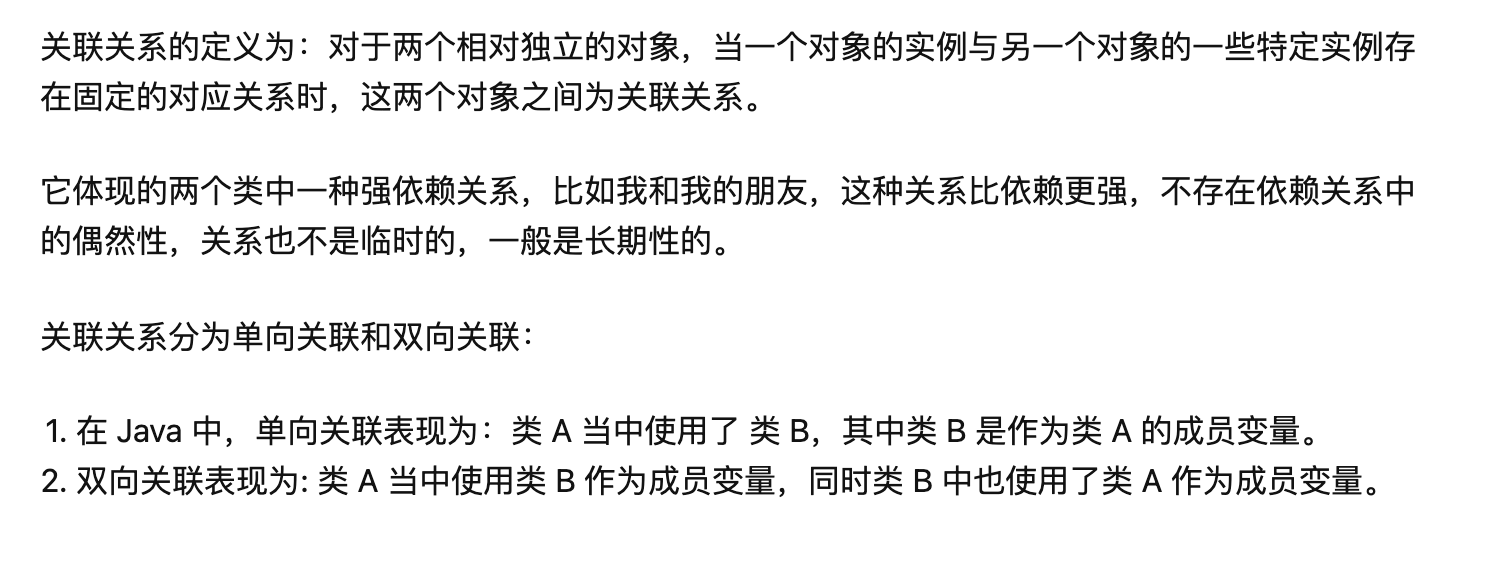 关联关系的定义为：对于两个相对独立的对象，当一个对象的实例与另一个对象的一些特定实例存
在固定的对应关系时，这两个对象之间为关联关系。
它体现的两个类中一种强依赖关系，比如我和我的朋友，这种关系比依赖更强，不存在依赖关系中
的偶然性，关系也不是临时的，一般是长期性的。
关联关系分为单向关联和双向关联：
1. 在 Java 中，单向关联表现为：类 A 当中使用了 类 B，其中类 B 是作为类 A 的成员变量。
2. 双向关联表现为: 类 A 当中使用类 B 作为成员变量，同时类 B 中也使用了类 A 作为成员变量。